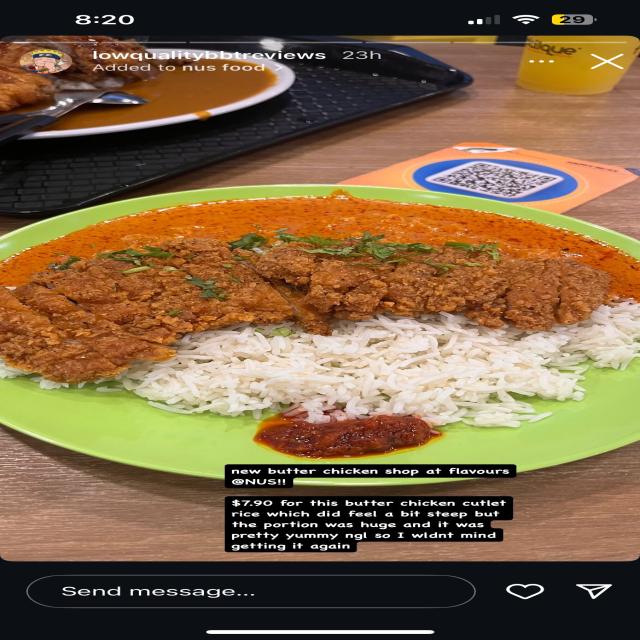 8:20
29
lowqualitybbtreviews 23h
Added to nus food
new butter chicken shop at flavours
@NUS!!
$7.90 for this butter chicken cutlet
rice which did feel a bit steep but
the portion was huge and it was
pretty yummy ngl so I wldnt mind
getting it again
Send message...